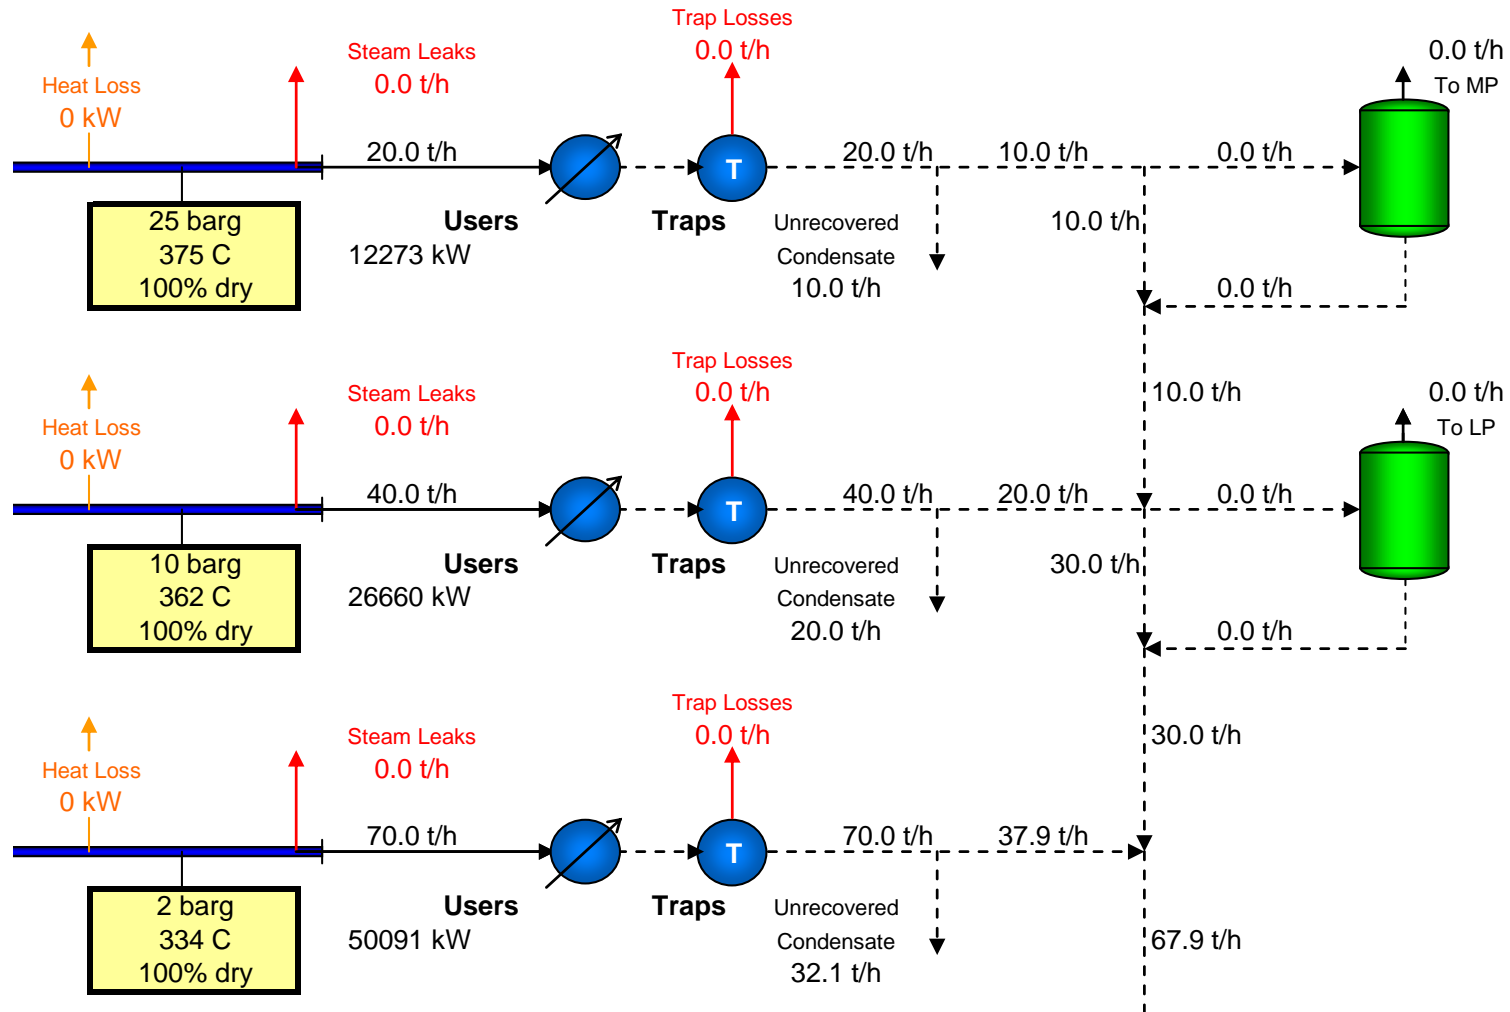 Trap Losses
0.0 t/h
0.0 t/h
To MP
Steam Leaks
0.0 t/h
Heat Loss
0 kW
20.0 t/h
T
20.0 t/h
10.0 t/h
0.0 t/h
25 barg
375 C
100% dry
Users
12273 kW
Traps
Unrecovered
Condensate
10.0 t/h
10.0 t/h
0.0 t/h
Trap Losses
0.0 t/h
10.0 t/h
0.0 t/h
To LP
Steam Leaks
0.0 t/h
Heat Loss
0 kW
40.0 t/h
T
40.0 t/h
20.0 t/h
0.0 t/h
10 barg
362 C
100% dry
Users
26660 kW
Traps
Unrecovered
Condensate
20.0 t/h
30.0 t/h
0.0 t/h
Trap Losses
0.0 t/h
30.0 t/h
Steam Leaks
0.0 t/h
Heat Loss
0 kW
70.0 t/h
T
70.0 t/h
37.9 t/h
2 barg
334 C
100% dry
Users
50091 kW
Traps
Unrecovered
Condensate
32.1 t/h
67.9 t/h